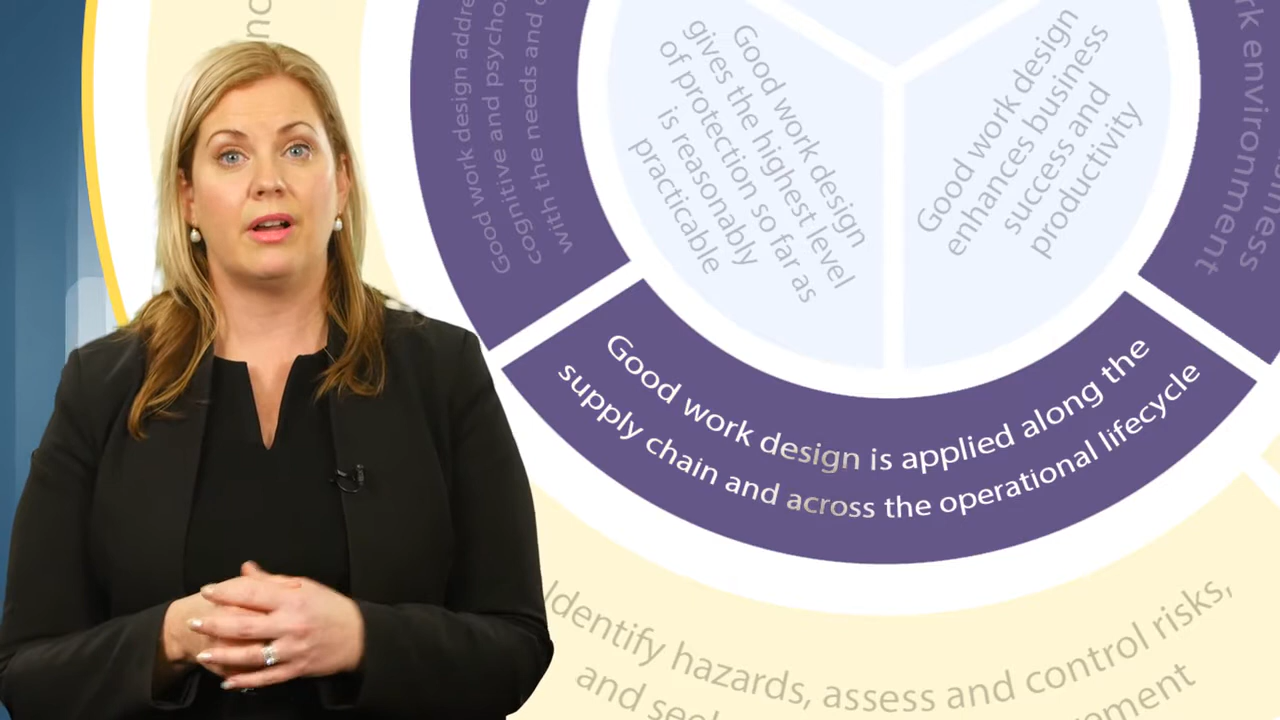 Good work design addre
cognitive and psycho
with the needs and
Good work design
gives the highest level
of protection so far as
is reasonably
practicable
Good work design
enhances business
success and
productivity
environment
Good work design is applied along the
supply chain and across the operational lifecycle
Identify hazards, assess and control risks,
and